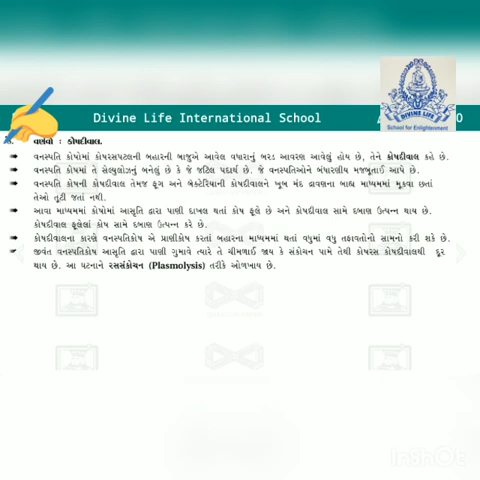 DIVINE LIFE
School for Enlightenment
Divine Life International School
વર્ણવો : કોષદીવાલ.
➡ વનસ્પતિ કોષોમાં કોષરસપટલની બહારની બાજુએ આવેલ વધારાનું બરડ આવરણ આવેલું હોય છે, તેને કોષદીવાલ કહે છે.
➡ વનસ્પતિ કોષમાં તે સેલ્યુલોઝનું બનેલું છે કે જે જટિલ પદાર્થ છે. જે વનસ્પતિઓને બંધારણીય મજબૂતાઈ આપે છે.
➡ વનસ્પતિ કોષની કોષદીવાલ તેમજ ફૂગ અને બેક્ટેરિયાની કોષદીવાલને ખૂબ મંદ દ્રાવણના બાહ્ય માધ્યમમાં મૂકવા છતાં
તેઓ તૂટી જતાં નથી.
➡ આવા માધ્યમમાં કોષોમાં આસૃતિ દ્વારા પાણી દાખલ થતાં કોષ ફૂલે છે અને કોષદીવાલ સામે દબાણ ઉત્પન્ન થાય છે.
કોષદીવાલ ફૂલેલાં કોષ સામે દબાણ ઉત્પન્ન કરે છે.
➡ કોષદીવાલના કારણે વનસ્પતિકોષ એ પ્રાણીકોષ કરતાં બહારના માધ્યમમાં થતાં વધુમાં વધુ તફાવતોનો સામનો કરી શકે છે.
જીવંત વનસ્પતિકોષ આસૃતિ દ્વારા પાણી ગુમાવે ત્યારે તે ચીમળાઈ જાય કે સંકોચન પામે તેથી કોષરસ કોષદીવાલથી દૂર
થાય છે. આ ઘટનાને રસસંકોચન (Plasmolysis) તરીકે ઓળખાય છે.
InShOt